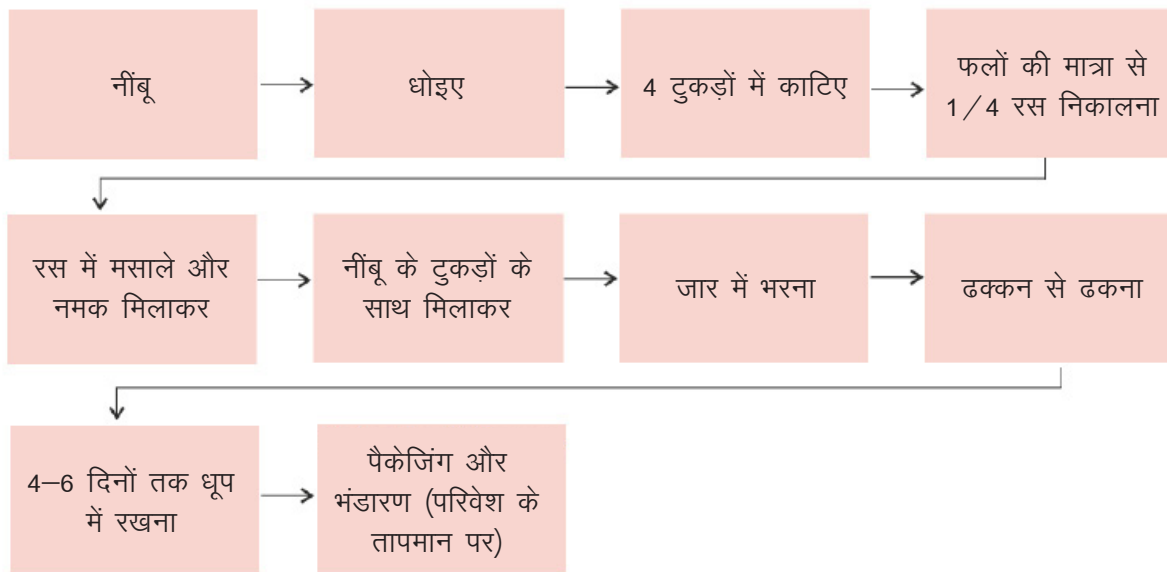 नींबू
धोइए
4 टुकड़ों में काटिए
फलों की मात्रा से
1/4 रस निकालना
रस में मसाले और
नमक मिलाकर
नींबू के टुकड़ों के
साथ मिलाकर
जार में भरना
ढक्कन से ढकना
4–6 दिनों तक धूप
में रखना
पैकेजिंग और
भंडारण (परिवेश के
तापमान पर)